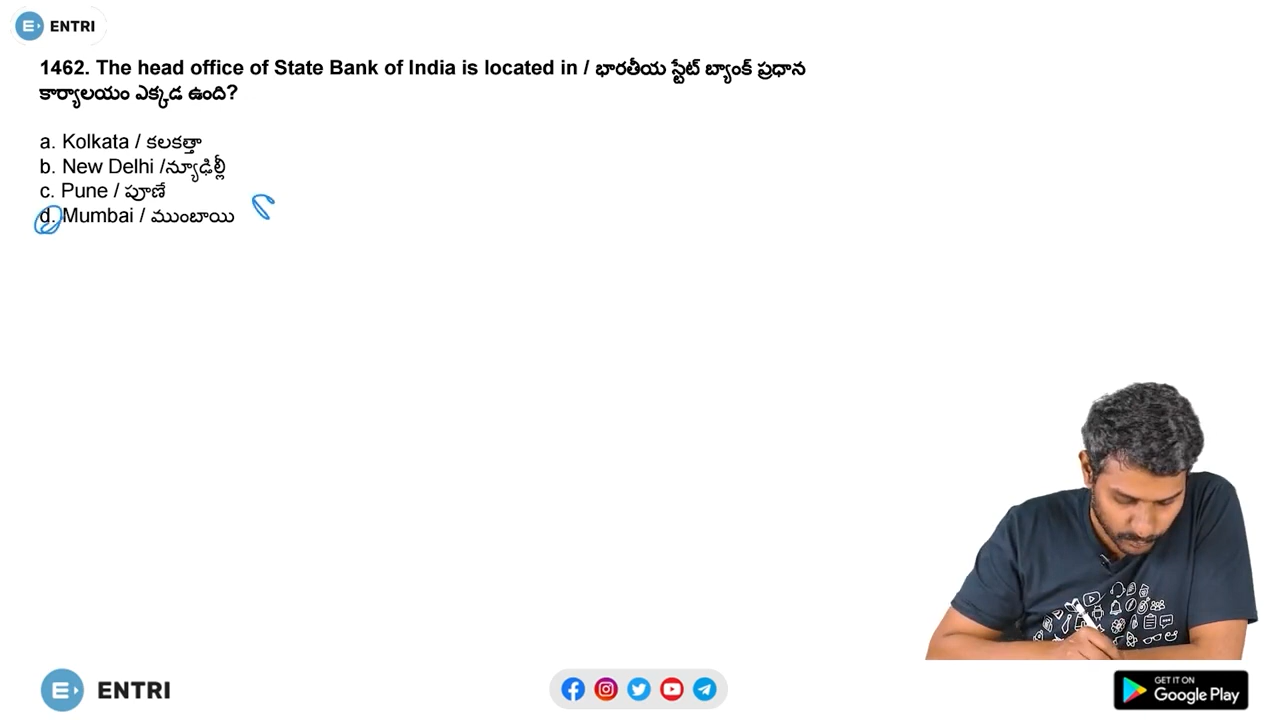 ENTRI
1462. The head office of State Bank of India is located in / భారతీయ స్టేట్ బ్యాంక్ ప్రధాన
కార్యాలయం ఎక్కడ ఉంది?
a. Kolkata / కలకత్తా
b. New Delhi /న్యూఢిల్లీ
c. Pune / పూణే
d. Mumbai / ముంబాయి
ENTRI
GET IT ON
Google Play